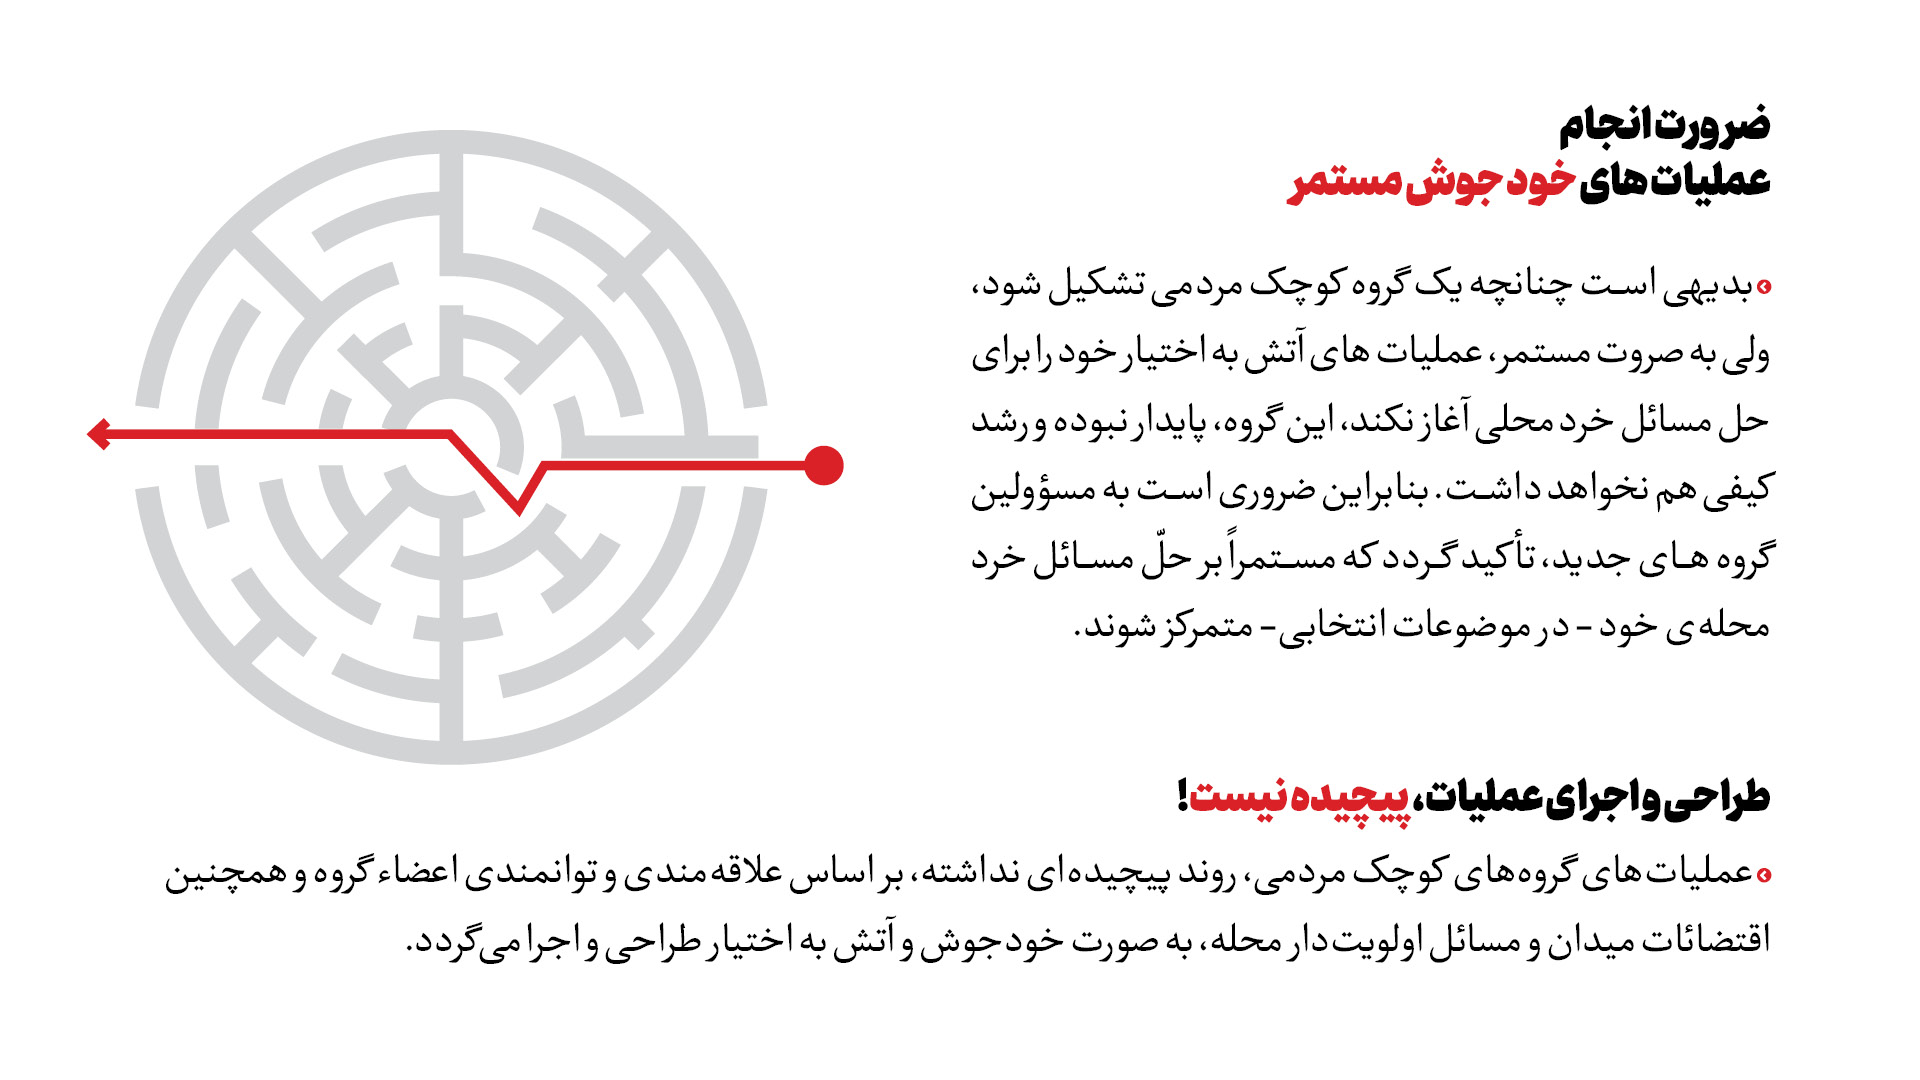 ضرورت انجام
عملیات‌های خودجوش مستمر
بدیهی است چنانچه یک گروه کوچک مردمی تشکیل شود،
ولی به صروت مستمر، عملیات های آتش به اختیار خود را برای
حل مسائل خرد محلی آغاز نکند، این گروه، پایدار نبوده و رشد
کیفی هم نخواهد داشت. بنابراین ضروری است به مسؤولین
گروه های جدید، تأکید گردد که مستمراً بر حلّ مسائل خرد
محله‌ی خود - در موضوعات انتخابی- متمرکز شوند.
طراحی و اجرای عملیات، پیچیده نیست!
عملیات‌های گروه‌های کوچک مردمی، روند پیچیده‌ای نداشته، بر اساس علاقه‌مندی و توانمندی اعضاء گروه و همچنین
اقتضائات میدان و مسائل اولویت‌دار محله، به صورت خودجوش و آتش به اختیار طراحی و اجرا می‌گردد.